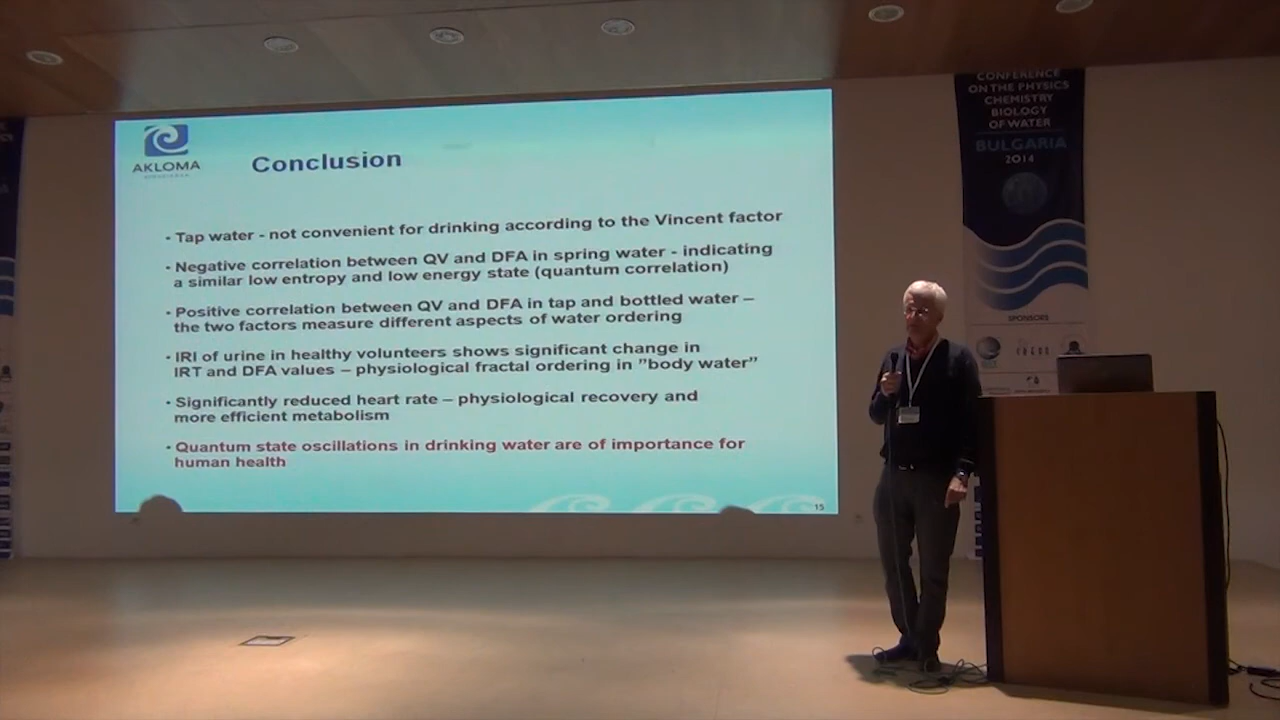 AKLOMA
Conclusion
• Tap water - not convenient for drinking according to the Vincent factor
• Negative correlation between QV and DFA in spring water - indicating
a similar low entropy and low energy state (quantum correlation)
• Positive correlation between QV and DFA in tap and bottled water –
the two factors measure different aspects of water ordering
• IRI of urine in healthy volunteers shows significant change in
IRT and DFA values – physiological fractal ordering in ”body water”
• Significantly reduced heart rate – physiological recovery and
more efficient metabolism
• Quantum state oscillations in drinking water are of importance for
human health
15
CONFERENCE
ON THE PHYSICS
CHEMISTRY
BIOLOGY
OF WATER
BULGARIA
2014
SPONSORS